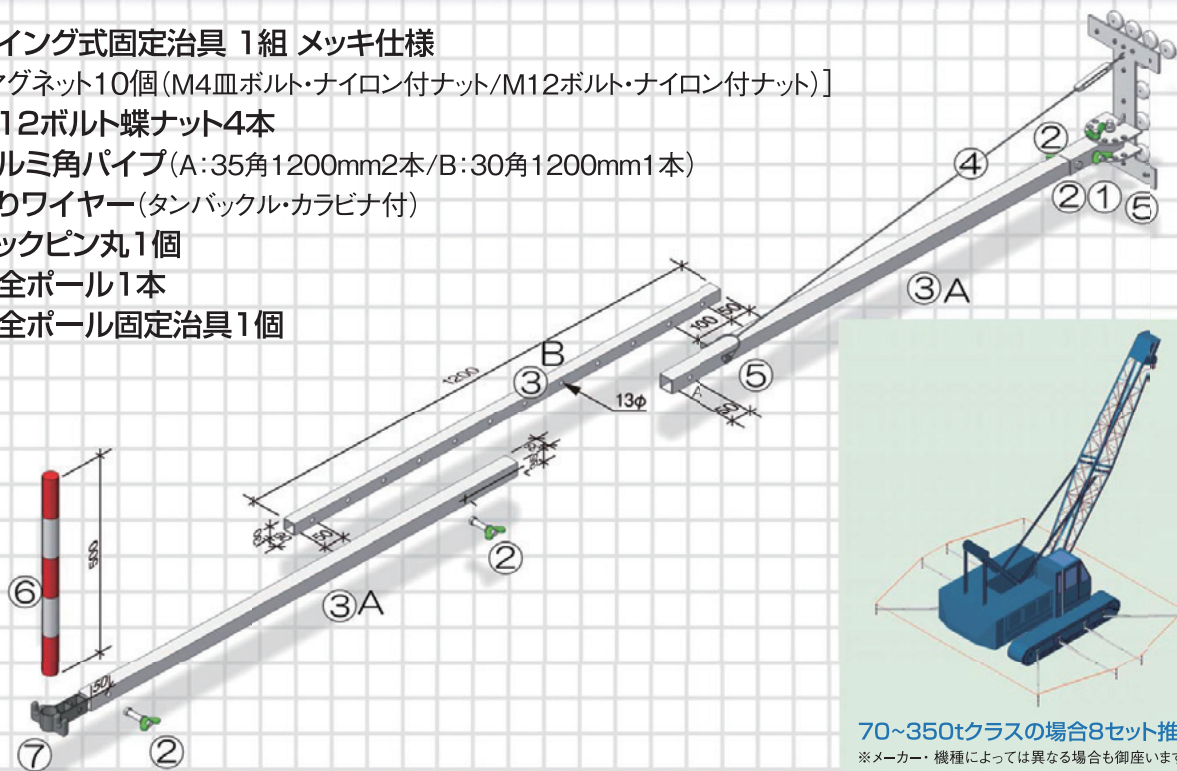 イング式固定治具 1組 メッキ仕様
マグネット10個(M4皿ボルト・ナイロン付ナット/M12ボルト・ナイロン付ナット)]
12ボルト蝶ナット4本
ルミ角パイプ(A:35角1200mm2本/B:30角1200mm1本)
りワイヤー(タンバックル・カラビナ付)
ックピン丸1個
全ポール1本
全ポール固定治具1個
②
④
② ① ⑤
③A
100
50
B
③
1200
13φ
⑤
A
50
50
②
500
⑥
③A
50
⑦
②
70~350tクラスの場合8セット推
※メーカー・機種によっては異なる場合も御座います